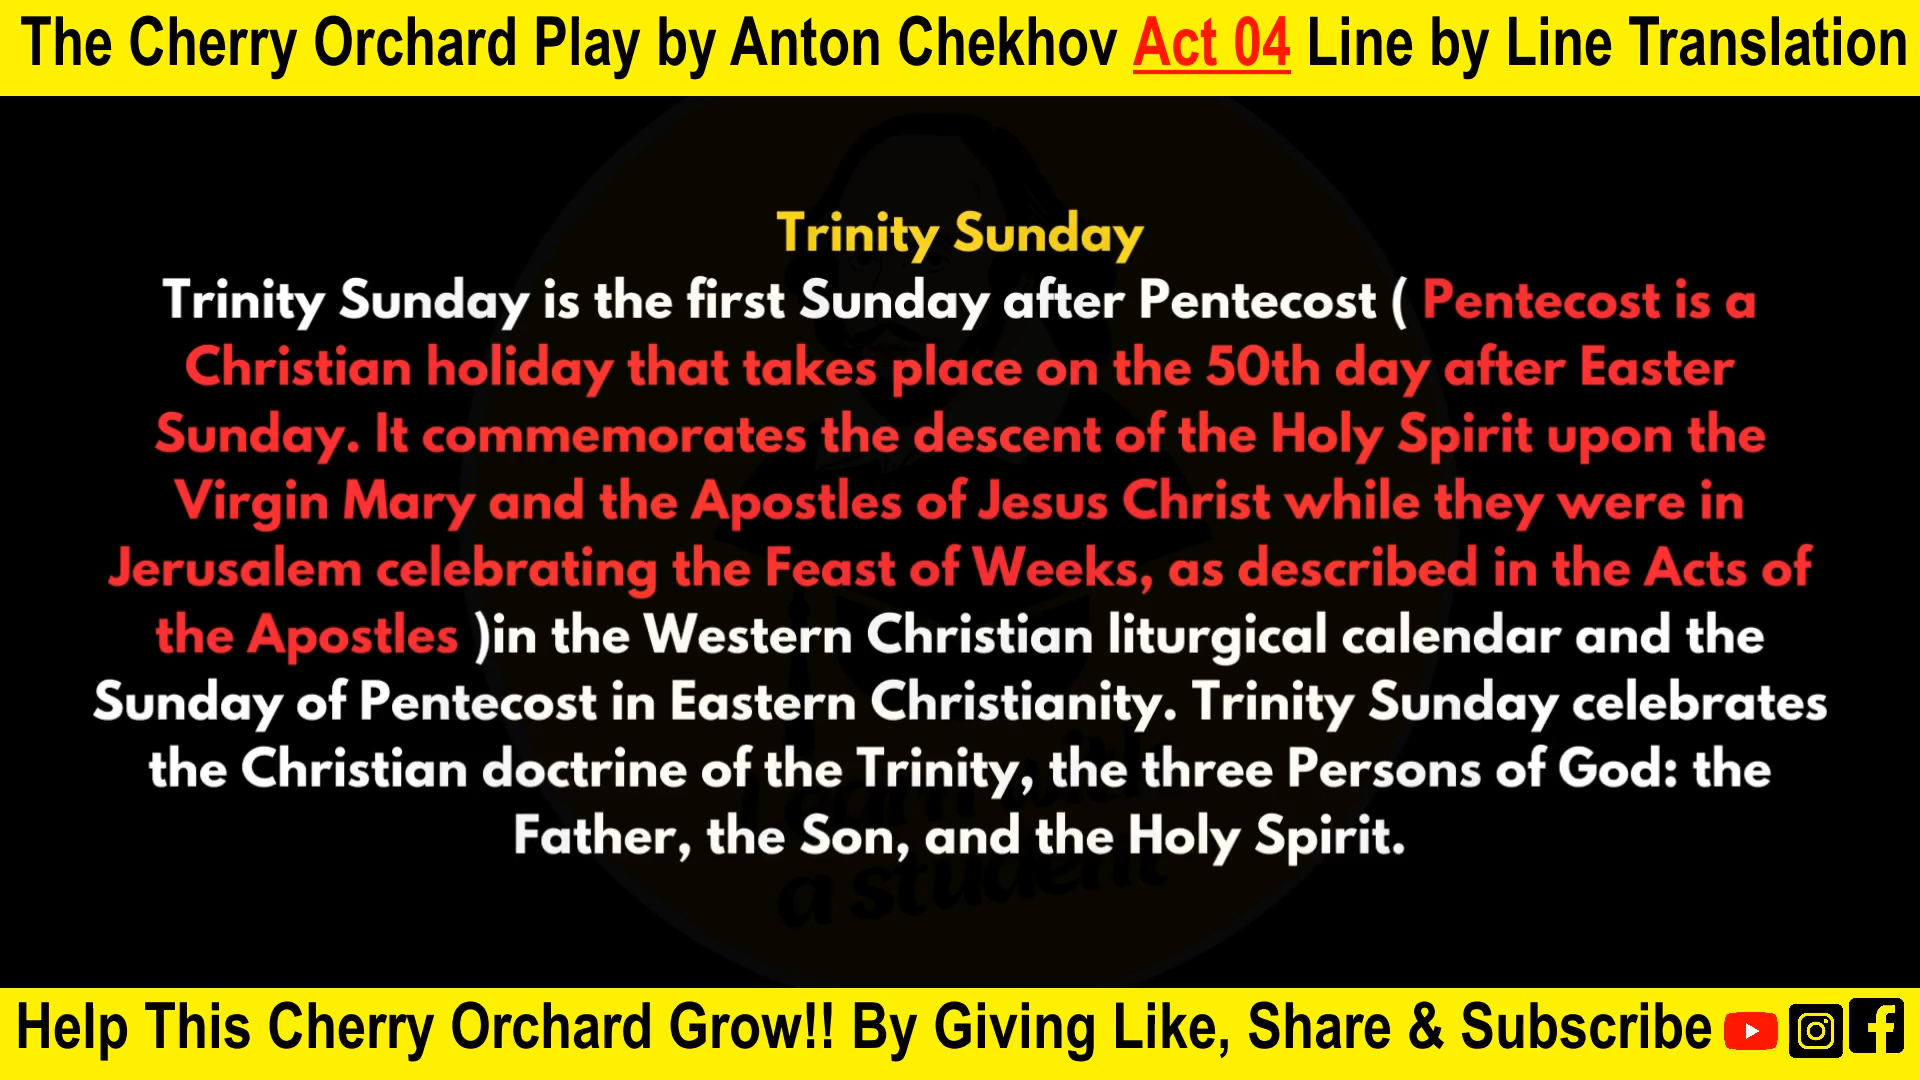 The Cherry Orchard Play by Anton Chekhov Act 04 Line by Line Translation
Trinity Sunday
Trinity Sunday is the first Sunday after Pentecost ( Pentecost is a
Christian holiday that takes place on the 50th day after Easter
Sunday. It commemorates the descent of the Holy Spirit upon the
Virgin Mary and the Apostles of Jesus Christ while they were in
Jerusalem celebrating the Feast of Weeks, as described in the Acts of
the Apostles )in the Western Christian liturgical calendar and the
Sunday of Pentecost in Eastern Christianity. Trinity Sunday celebrates
the Christian doctrine of the Trinity, the three Persons of God: the
Father, the Son, and the Holy Spirit.
Learn with
a student
Help This Cherry Orchard Grow!! By Giving Like, Share & Subscribe